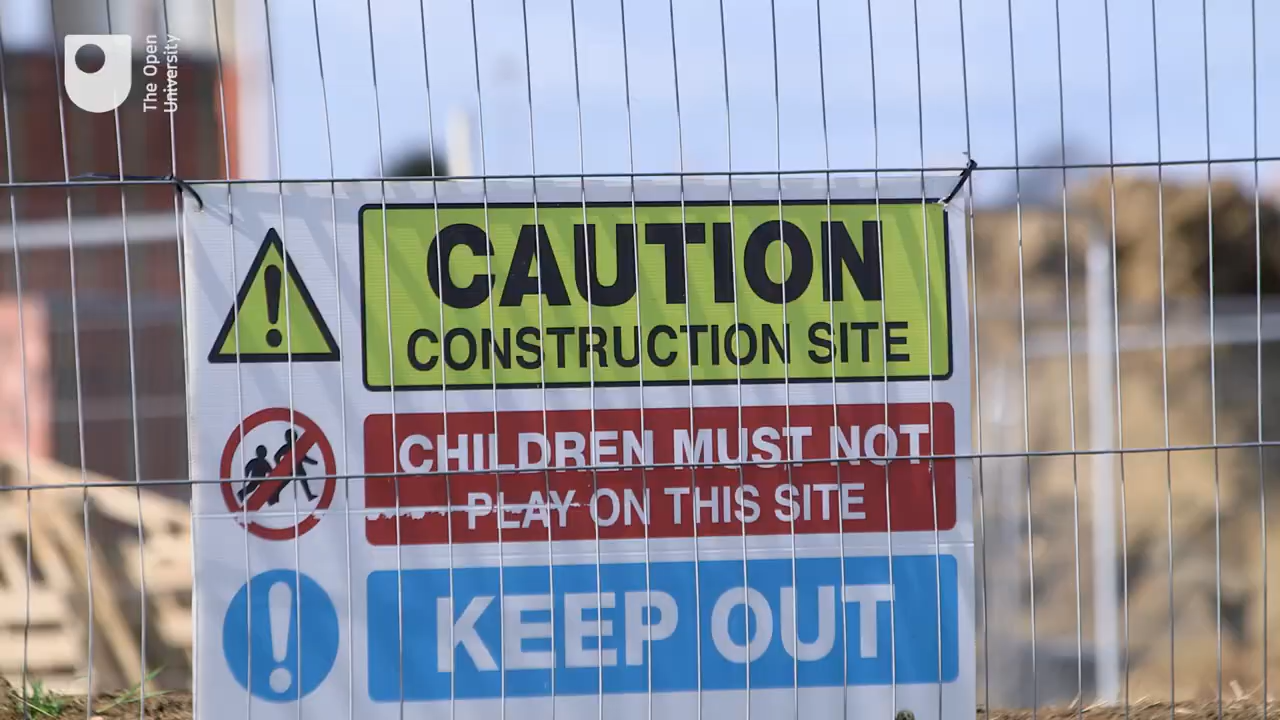 The Open
University
CAUTION
CONSTRUCTION SITE
CHILDREN MUST NOT
PLAY ON THIS SITE
KEEP OUT